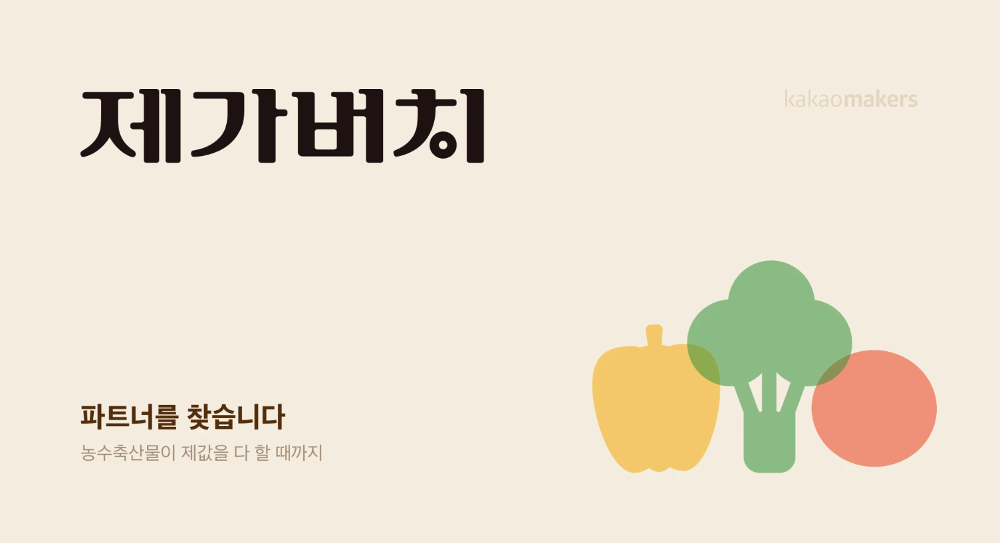 제가버치
kakaomakers
파트너를 찾습니다
농수축산물이 제값을 다 할 때까지